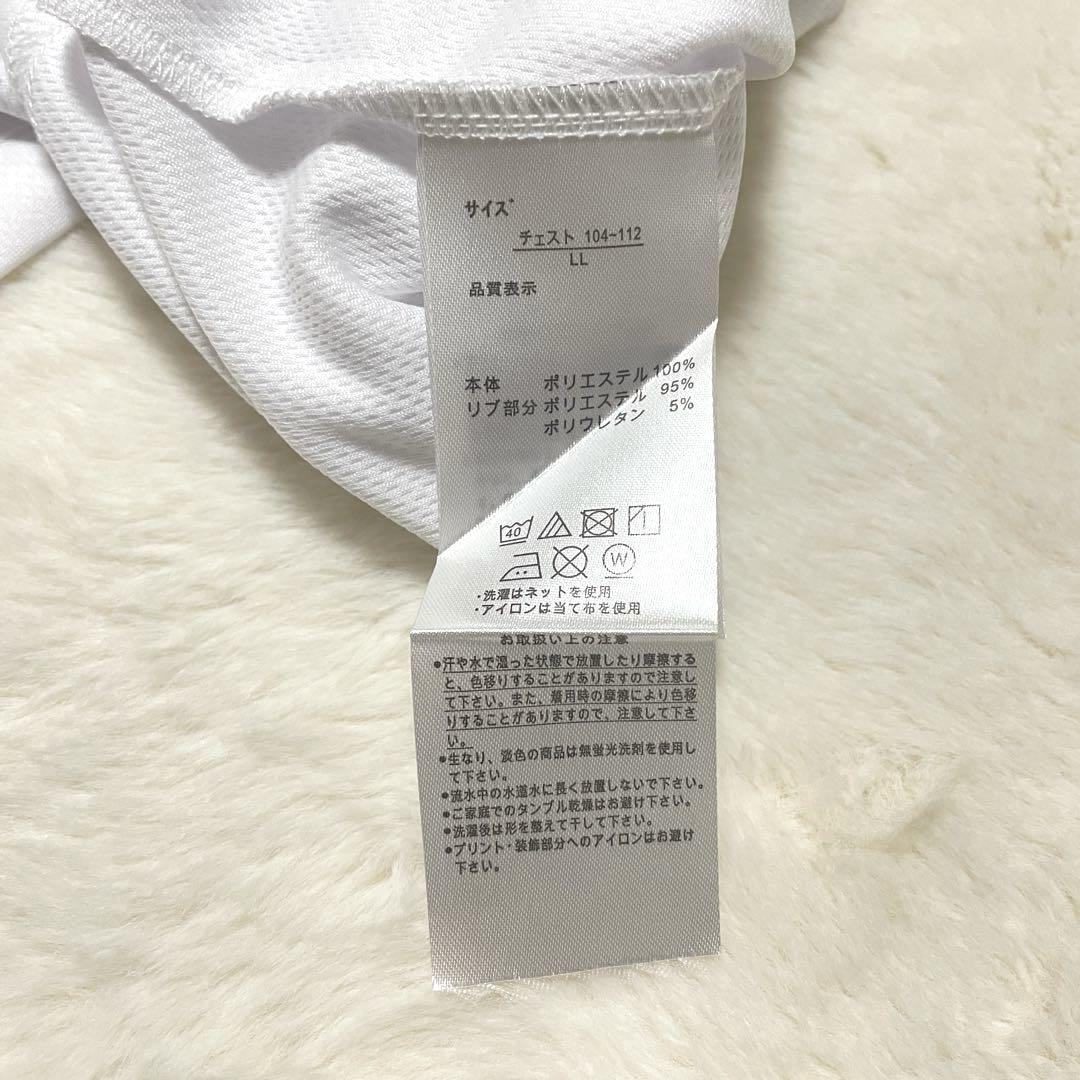 サイズ
チェスト 104~112
LL
品質表示
本体 ポリエステル 100%
リブ部分 ポリエステル 95%
ポリウレタン 5%
40
W
・洗濯はネットを使用
・アイロンは当て布を使用
お取扱い上の注意
●汗や水で湿った状態で放置したり摩擦する
と、色移りすることがありますので注意し
て下さい。また、着用時の摩擦により色移
りすることがありますので、注意して下さ
い。
●生なり、淡色の商品は無蛍光洗剤を使用し
て下さい。
●流水中の水道水に長く放置しないで下さい。
●ご家庭でのタンブル乾燥はお避け下さい。
●洗濯後は形を整えて干して下さい。
●プリント・装飾部分へのアイロンはお避け
下さい。